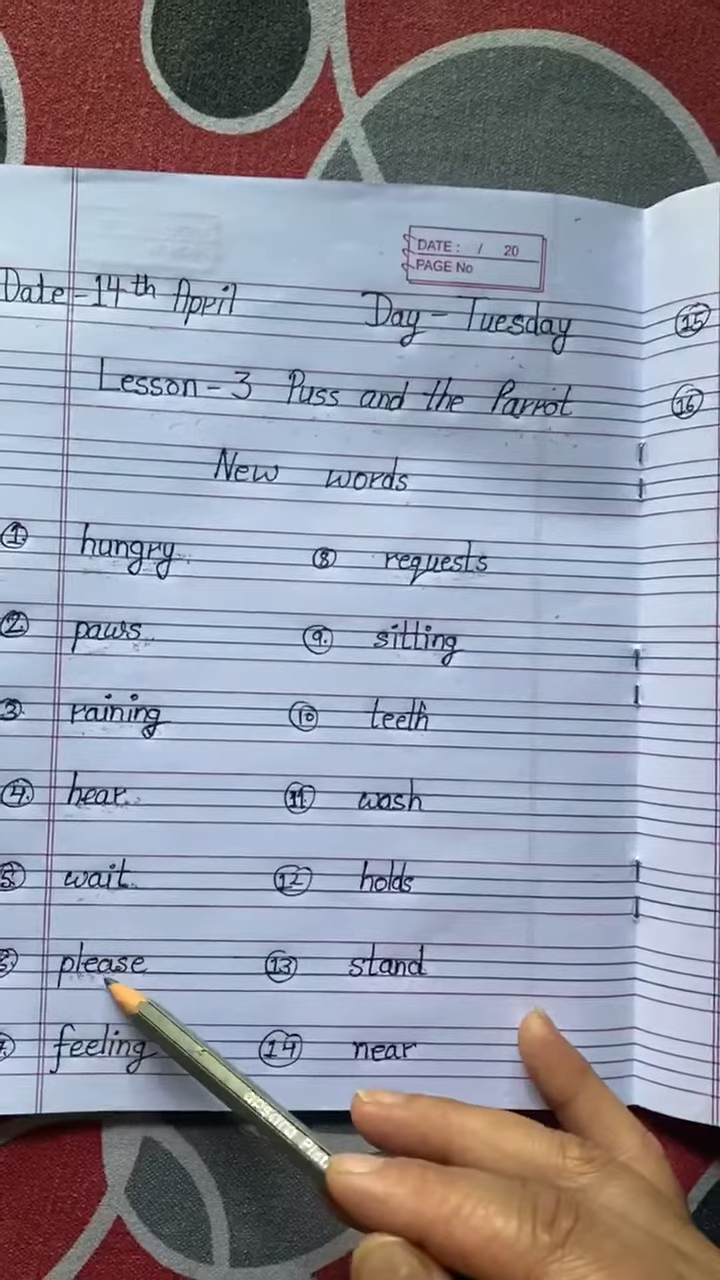 DATE: / 20
PAGE No
Date - 14th April Day - Tuesday
Lesson - 3 Puss and the Parrot
New words
1. hungry
2. paws
3. raining
4. hear
5. wait
6. please
7. feeling
8 requests
9. sitting
10 teeth
11. wash
12 holds
13 stand
14 near
15
16